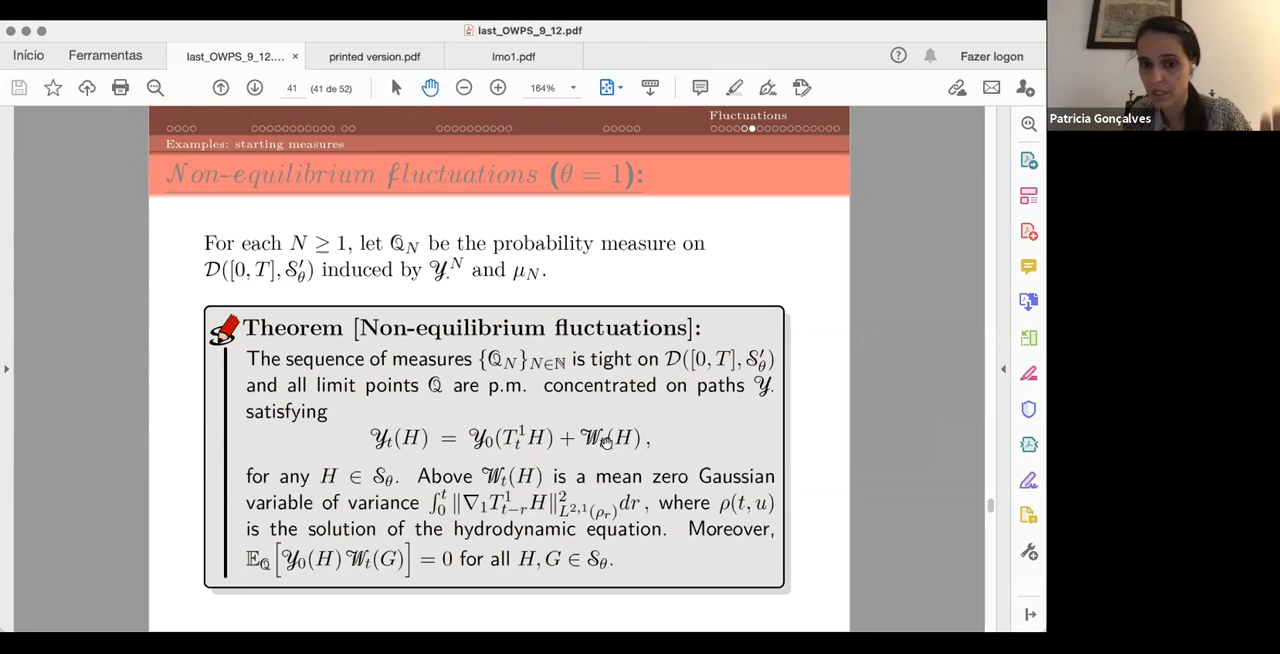 last_OWPS_9_12.pdf
Início Ferramentas last_OWPS_9_12.... × printed version.pdf lmo1.pdf Fazer logon
41 (41 de 52) 164%
Patricia Gonçalves
Fluctuations
Examples: starting measures
Non-equilibrium fluctuations (θ = 1):
For each N ≥ 1, let ℚ_N be the probability measure on
𝒟([0, T], 𝒮′_θ) induced by 𝒴^N_· and μ_N.
Theorem [Non-equilibrium fluctuations]:
The sequence of measures {ℚ_N}_{N∈ℕ} is tight on 𝒟([0, T], 𝒮′_θ)
and all limit points ℚ are p.m. concentrated on paths 𝒴.
satisfying
𝒴_t(H) = 𝒴_0(T^1_t H) + 𝒲_t(H) ,
for any H ∈ 𝒮_θ. Above 𝒲_t(H) is a mean zero Gaussian
variable of variance ∫_0^t ‖∇_1 T^1_{t−r} H‖^2_{L^{2,1}(ρ_r)} dr , where ρ(t, u)
is the solution of the hydrodynamic equation. Moreover,
𝔼_ℚ[𝒴_0(H) 𝒲_t(G)] = 0 for all H, G ∈ 𝒮_θ.